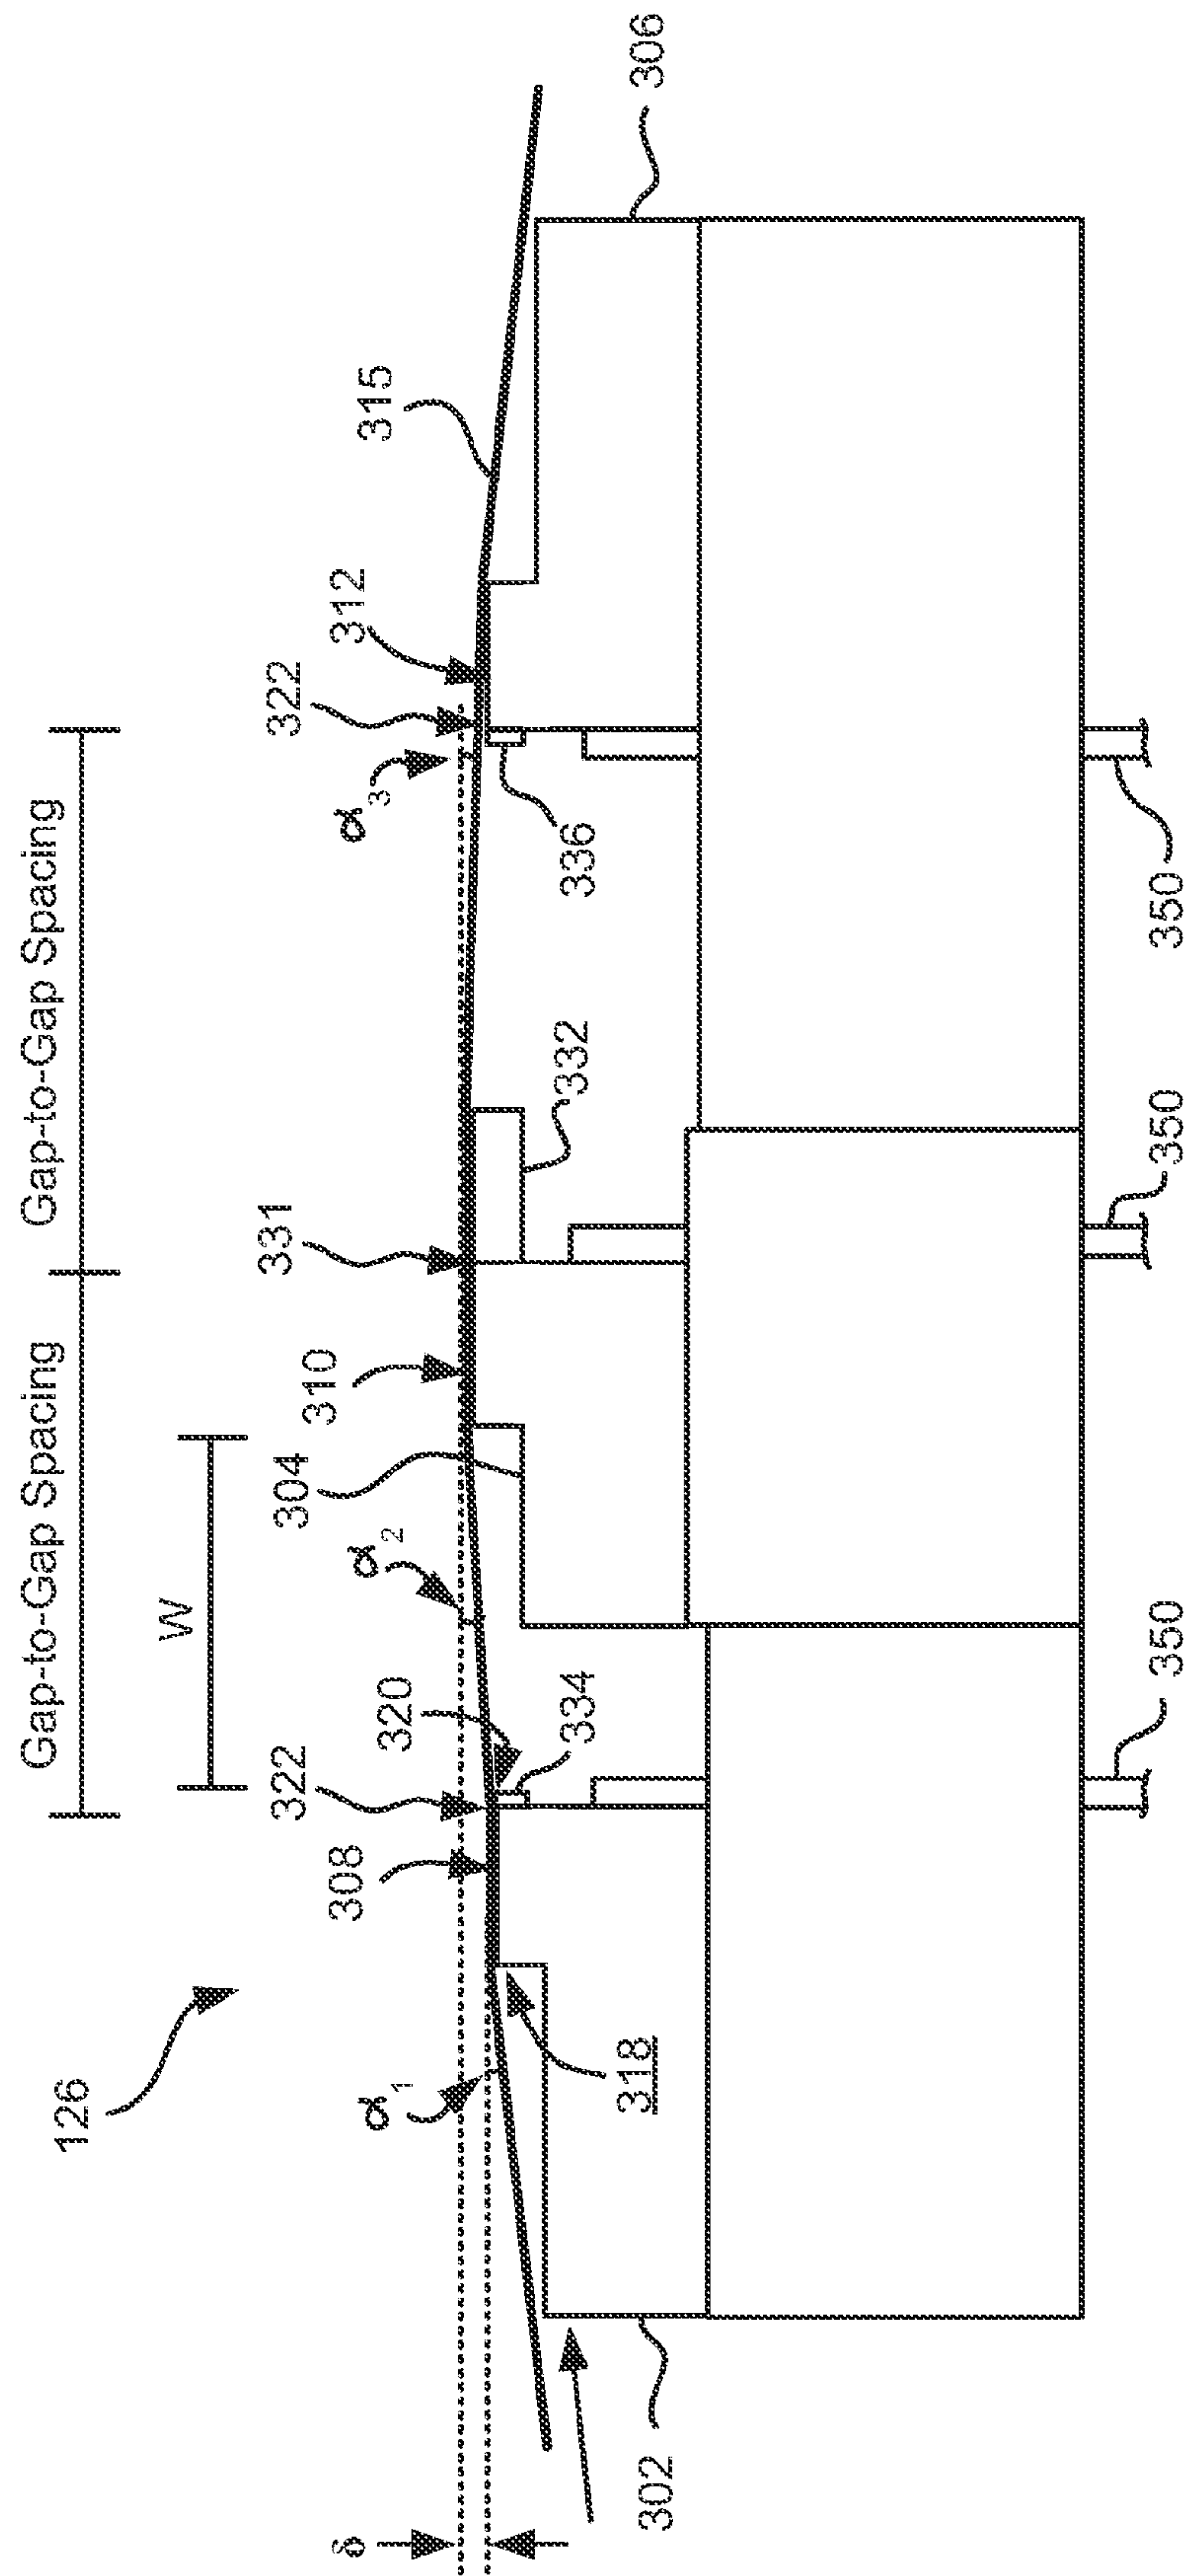 Gap-to-Gap Spacing
Gap-to-Gap Spacing
W
126
δ
α1
308
322
320
α2
304
310
331
α3
322
312
315
318
334
332
336
302
306
350
350
350